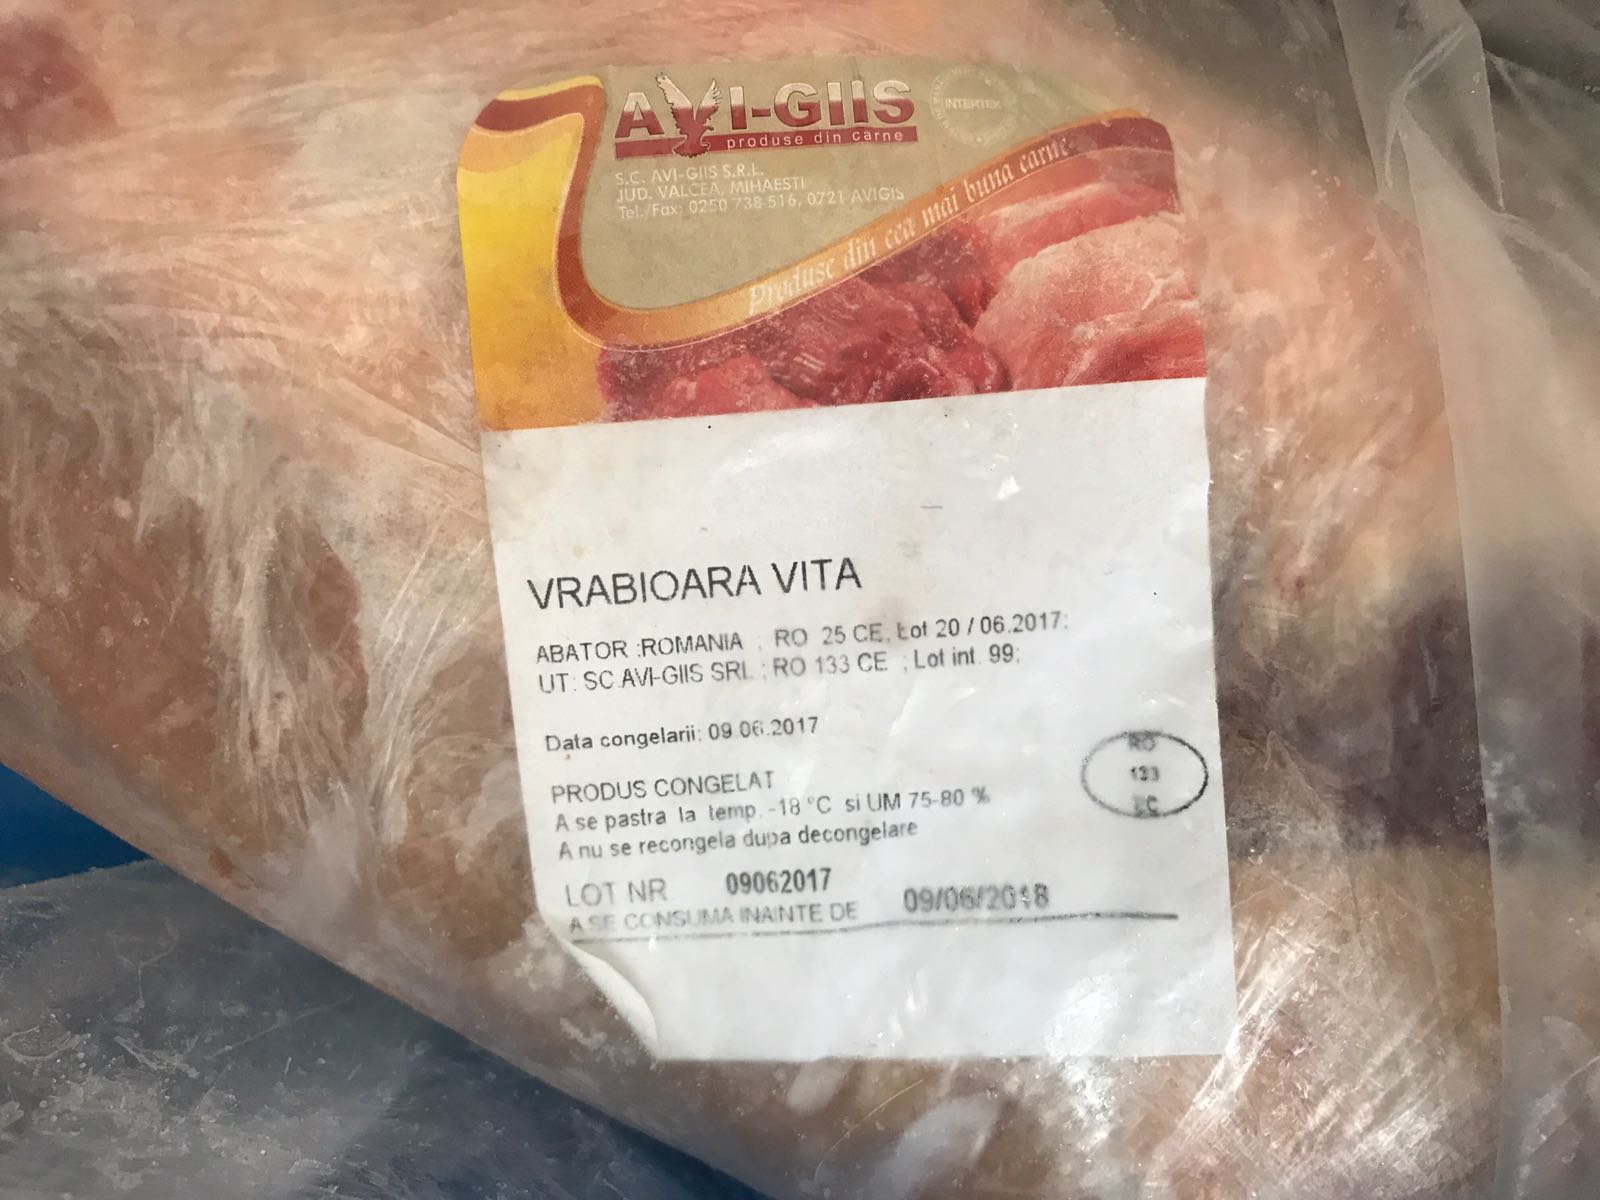 AVI-GIIS
produse din carne
INTERTEK
S.C. AVI-GIIS S.R.L.
JUD. VALCEA, MIHAESTI
Tel./Fax: 0250 738 516, 0721 AVIGIS
Produse din cea mai buna carne
VRABIOARA VITA
ABATOR :ROMANIA ; RO 25 CE, Lot 20 / 06.2017;
UT: SC AVI-GIIS SRL ; RO 133 CE ; Lot int. 99;
Data congelarii: 09.06.2017
RO
133
EC
PRODUS CONGELAT
A se pastra la temp. -18 °C si UM 75-80 %
A nu se recongela dupa decongelare
LOT NR 09062017
A SE CONSUMA INAINTE DE 09/06/2018